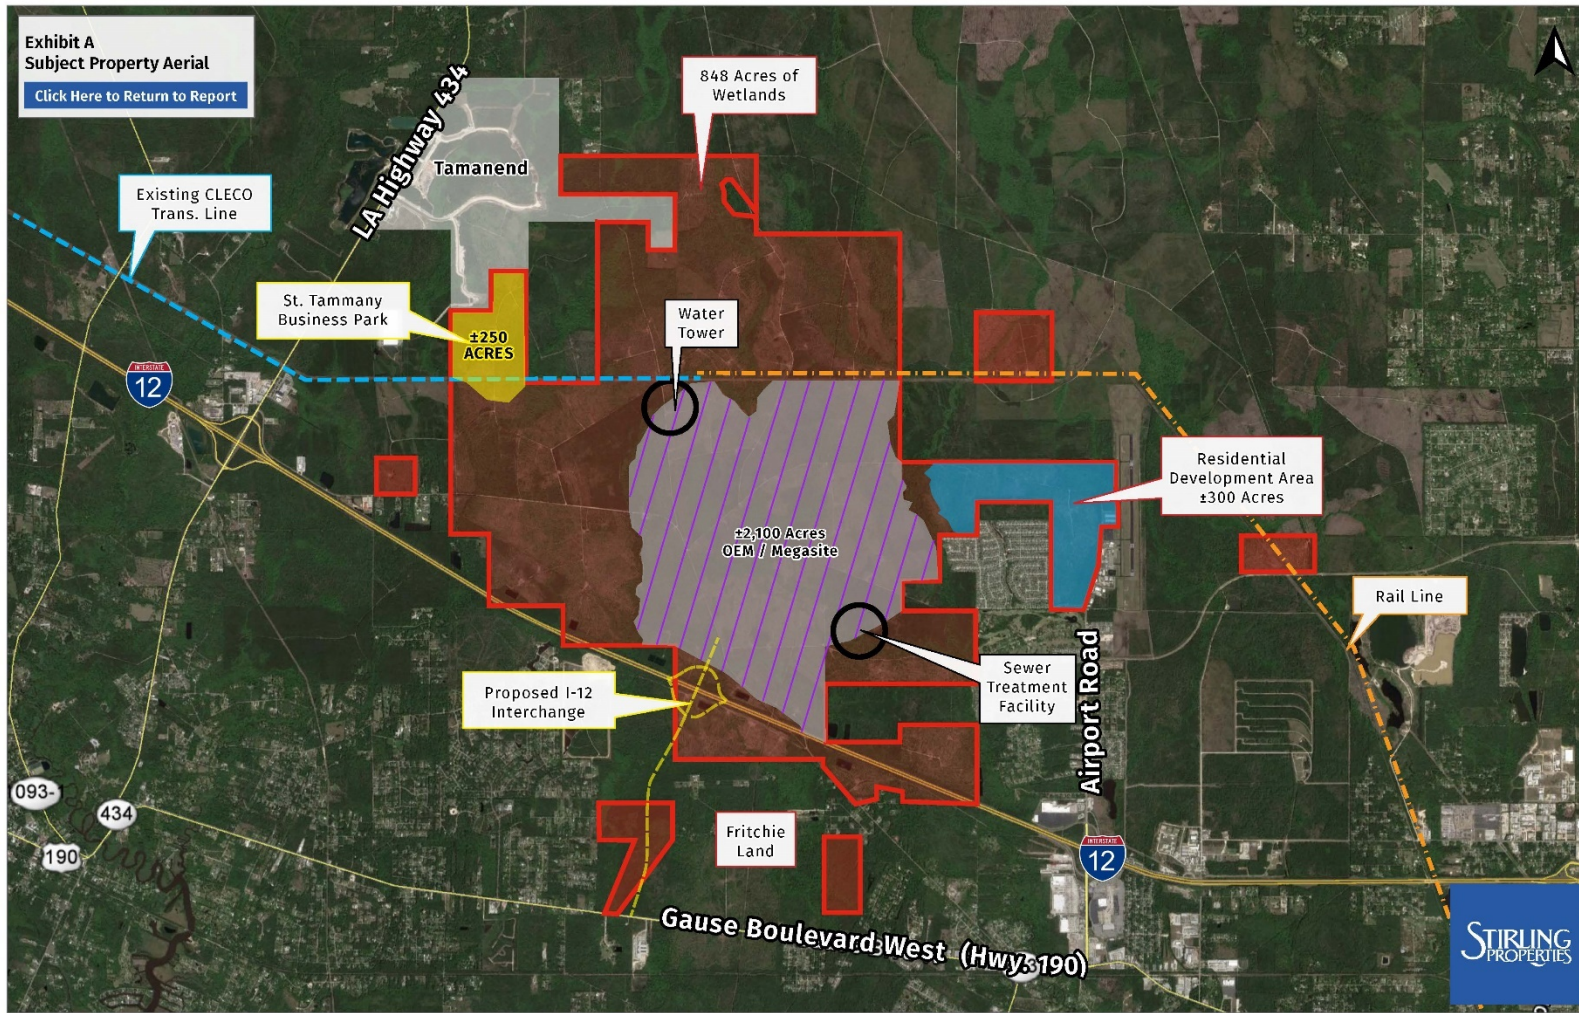 Exhibit A
Subject Property Aerial
Click Here to Return to Report
LA Highway 434
848 Acres of
Wetlands
Tamanend
Existing CLECO
Trans. Line
St. Tammany
Business Park
±250
ACRES
Water
Tower
INTERSTATE
12
Residential
Development Area
±300 Acres
±2,100 Acres
OEM / Megasite
Rail Line
Proposed I-12
Interchange
Sewer
Treatment
Facility
Airport Road
093-1
434
190
Fritchie
Land
INTERSTATE
12
Gause Boulevard West (Hwy. 190)
STIRLING
PROPERTIES